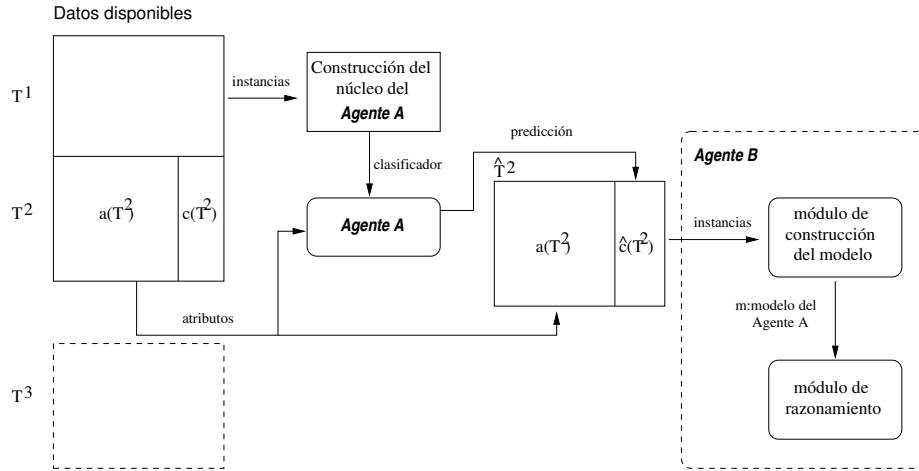 Datos disponibles
T1
instancias
Construcción del
núcleo del
Agente A
clasificador
predicción
T2
a(T2)
c(T2)
Agente A
T̂2
a(T2)
ĉ(T2)
instancias
Agente B
módulo de
construcción
del modelo
atributos
m:modelo del
Agente A
T3
módulo de
razonamiento